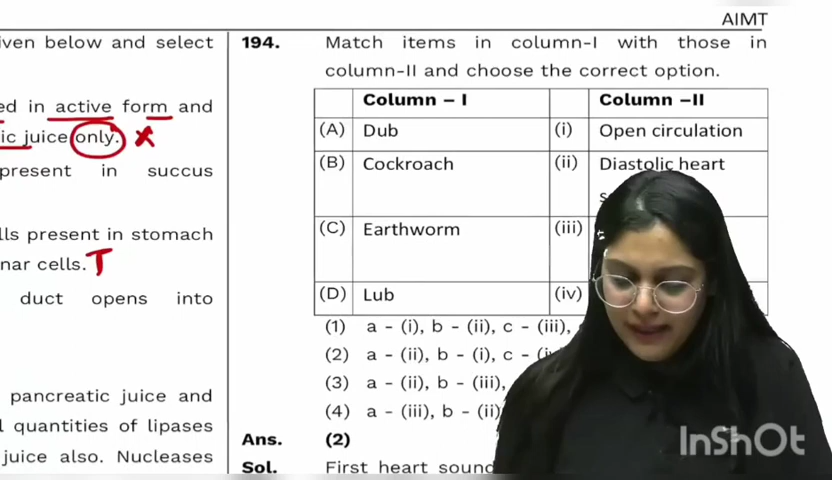 AIMT
iven below and select
ed in active form and
ic juice only.
present in succus
lls present in stomach
nar cells. T
duct opens into
pancreatic juice and
l quantities of lipases
juice also. Nucleases
194. Match items in column-I with those in
column-II and choose the correct option.
Column – I Column –II
(A) Dub (i) Open circulation
(B) Cockroach (ii) Diastolic heart
(C) Earthworm (iii)
(D) Lub (iv)
(1) a - (i), b - (ii), c - (iii),
(2) a - (ii), b - (i), c -
(3) a - (ii), b - (iii),
(4) a - (iii), b - (ii)
Ans. (2)
Sol. First heart sound
InShOt